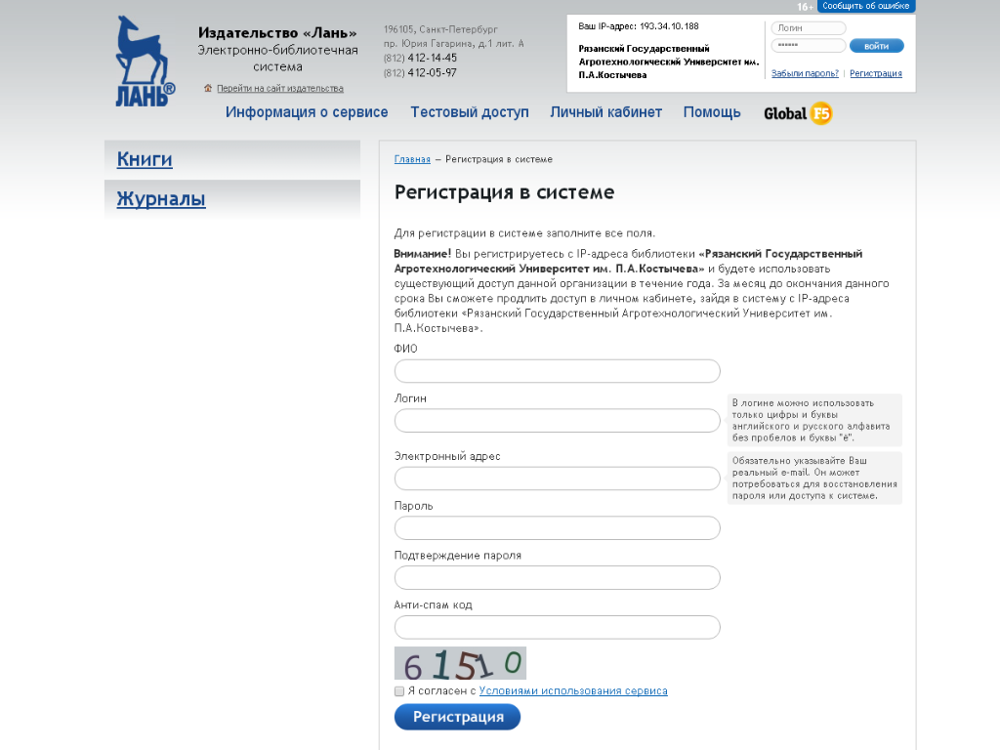 16+ Сообщить об ошибке
ЛАНЬ®
Издательство «Лань»
Электронно-библиотечная
система
Перейти на сайт издательства
196105, Санкт-Петербург
пр. Юрия Гагарина, д.1 лит. А
(812) 412-14-45
(812) 412-05-97
Ваш IP-адрес: 193.34.10.188
Рязанский Государственный
Агротехнологический Университет им.
П.А.Костычева
Логин
••••••
войти
Забыли пароль? | Регистрация
Информация о сервисе Тестовый доступ Личный кабинет Помощь Global F5
Книги
Журналы
Главная — Регистрация в системе
Регистрация в системе
Для регистрации в системе заполните все поля.
Внимание! Вы регистрируетесь с IP-адреса библиотеки «Рязанский Государственный
Агротехнологический Университет им. П.А.Костычева» и будете использовать
существующий доступ данной организации в течение года. За месяц до окончания данного
срока Вы сможете продлить доступ в личном кабинете, зайдя в систему с IP-адреса
библиотеки «Рязанский Государственный Агротехнологический Университет им.
П.А.Костычева».
ФИО
Логин
В логине можно использовать
только цифры и буквы
английского и русского алфавита
без пробелов и буквы "ё".
Электронный адрес
Обязательно указывайте Ваш
реальный e-mail. Он может
потребоваться для восстановления
пароля или доступа к системе.
Пароль
Подтверждение пароля
Анти-спам код
61510
Я согласен с Условиями использования сервиса
Регистрация